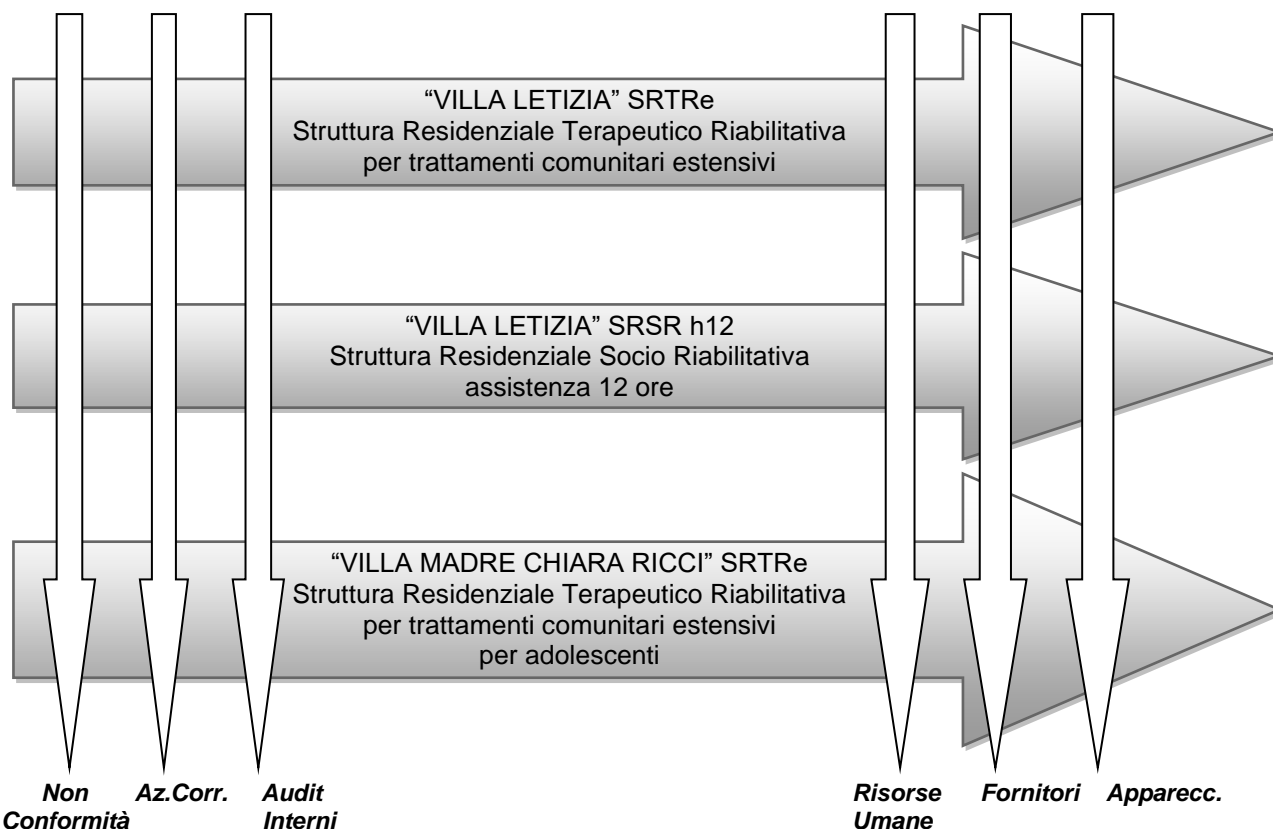 “VILLA LETIZIA” SRTRe
Struttura Residenziale Terapeutico Riabilitativa
per trattamenti comunitari estensivi
“VILLA LETIZIA” SRSR h12
Struttura Residenziale Socio Riabilitativa
assistenza 12 ore
“VILLA MADRE CHIARA RICCI” SRTRe
Struttura Residenziale Terapeutico Riabilitativa
per trattamenti comunitari estensivi
per adolescenti
Non
Conformità
Az.Corr.
Audit
Interni
Risorse
Umane
Fornitori
Apparecc.